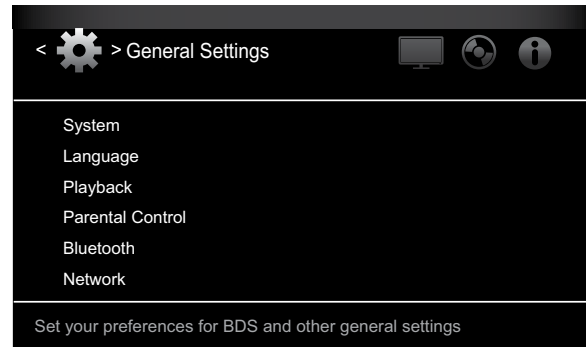 < > General Settings
System
Language
Playback
Parental Control
Bluetooth
Network
Set your preferences for BDS and other general settings